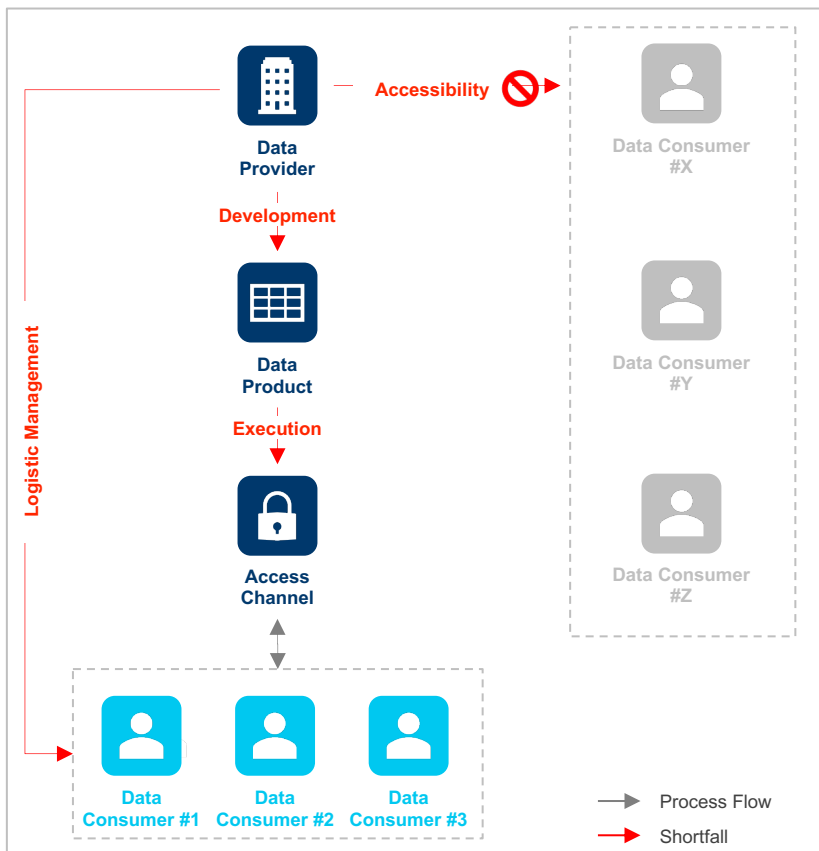 Accessibility
Data
Provider
Data Consumer
#X
Development
Data
Product
Data Consumer
#Y
Logistic Management
Execution
Access
Channel
Data Consumer
#Z
Data
Consumer #1
Data
Consumer #2
Data
Consumer #3
Process Flow
Shortfall